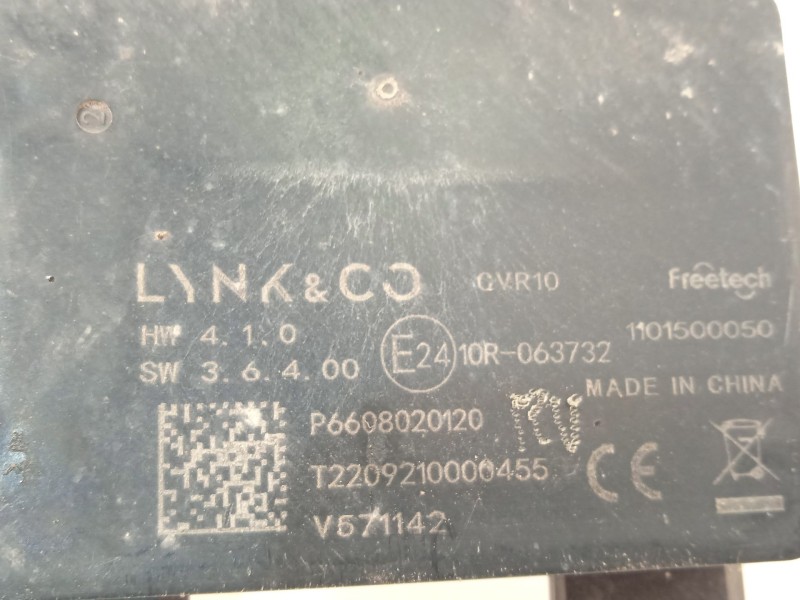 2
LYNK&CO GVR10 Freetech
HW 4.1.0 1101500050
SW 3.6.4.00 E24 10R-063732
MADE IN CHINA
P6608020120
T2209210000455
CE
V571142